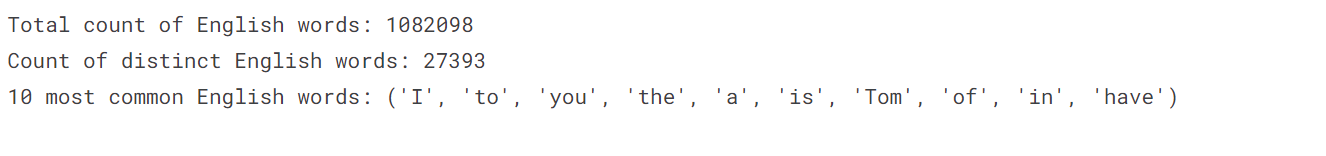 Total count of English words: 1082098
Count of distinct English words: 27393
10 most common English words: ('I', 'to', 'you', 'the', 'a', 'is', 'Tom', 'of', 'in', 'have')